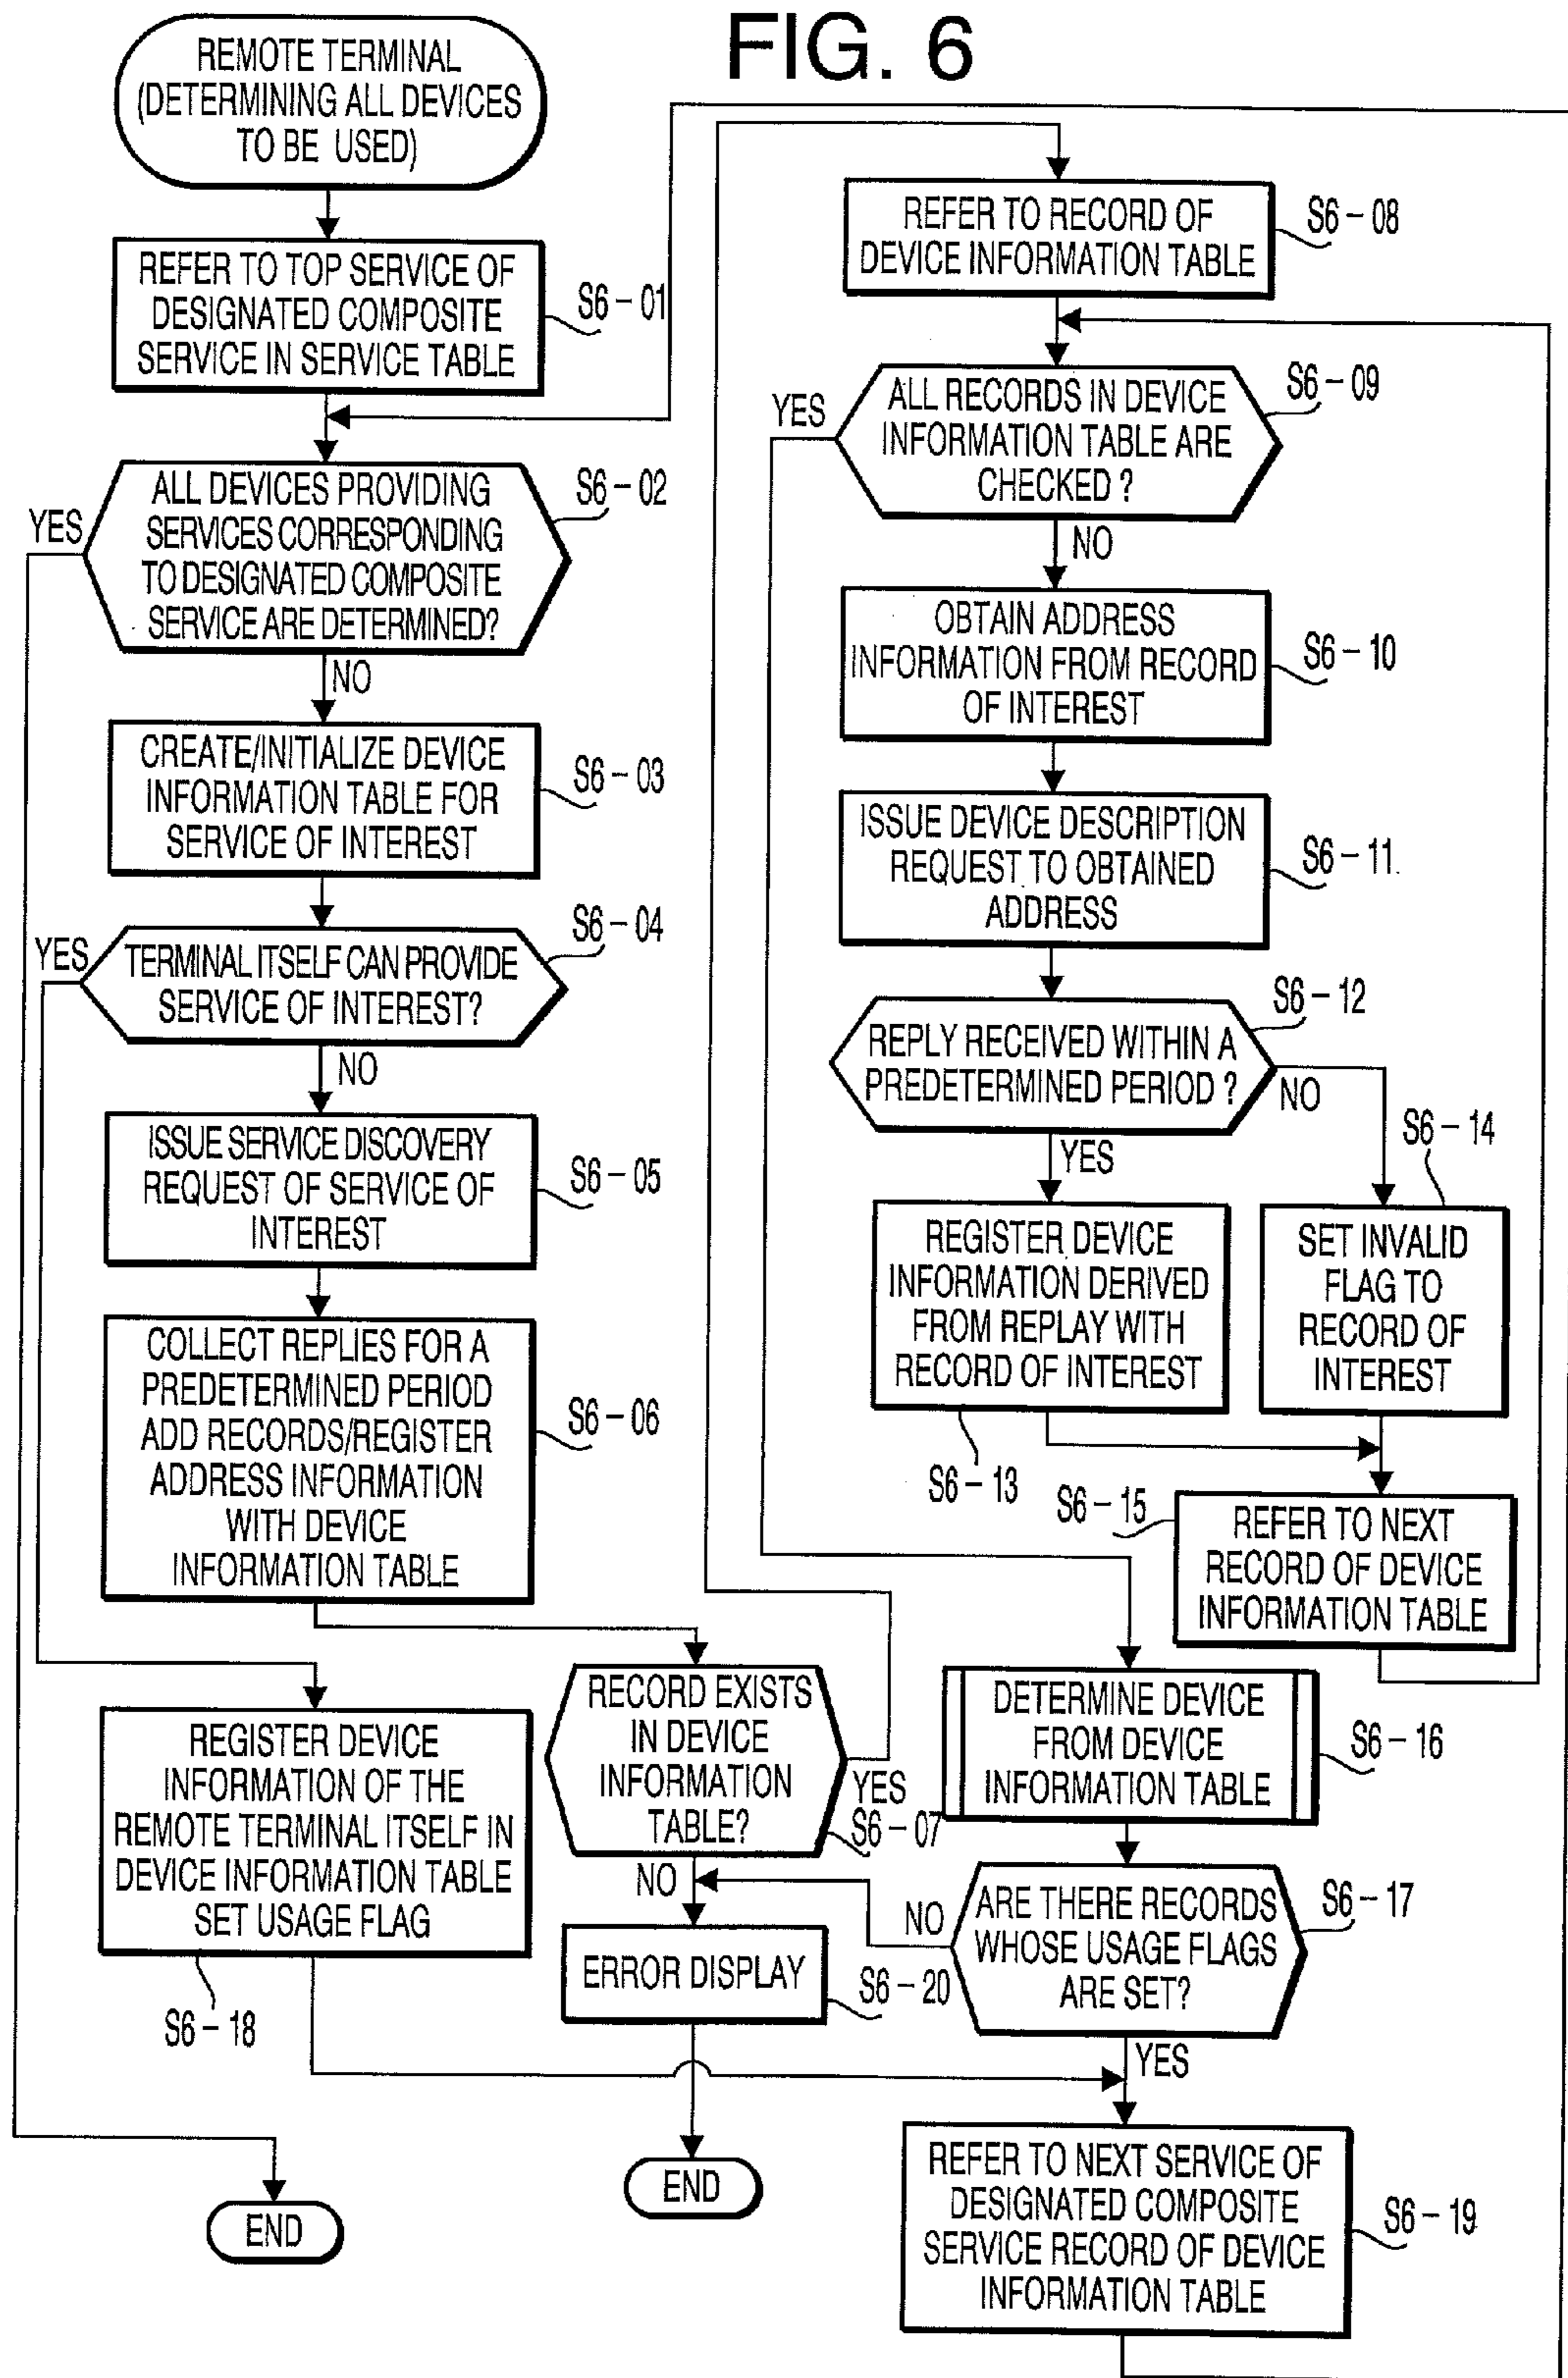 FIG. 6
REMOTE TERMINAL
(DETERMINING ALL DEVICES
TO BE USED)
REFER TO TOP SERVICE OF
DESIGNATED COMPOSITE
SERVICE IN SERVICE TABLE
S6-01
ALL DEVICES PROVIDING
SERVICES CORRESPONDING
TO DESIGNATED COMPOSITE
SERVICE ARE DETERMINED?
S6-02
YES
NO
CREATE/INITIALIZE DEVICE
INFORMATION TABLE FOR
SERVICE OF INTEREST
S6-03
TERMINAL ITSELF CAN PROVIDE
SERVICE OF INTEREST?
S6-04
YES
NO
ISSUE SERVICE DISCOVERY
REQUEST OF SERVICE OF
INTEREST
S6-05
COLLECT REPLIES FOR A
PREDETERMINED PERIOD
ADD RECORDS/REGISTER
ADDRESS INFORMATION
WITH DEVICE
INFORMATION TABLE
S6-06
RECORD EXISTS
IN DEVICE
INFORMATION
TABLE?
YES
S6-07
NO
REFER TO RECORD OF
DEVICE INFORMATION TABLE
S6-08
ALL RECORDS IN DEVICE
INFORMATION TABLE ARE
CHECKED ?
S6-09
YES
NO
OBTAIN ADDRESS
INFORMATION FROM RECORD
OF INTEREST
S6-10
ISSUE DEVICE DESCRIPTION
REQUEST TO OBTAINED
ADDRESS
S6-11
REPLY RECEIVED WITHIN A
PREDETERMINED PERIOD ?
S6-12
NO
YES
REGISTER DEVICE
INFORMATION DERIVED
FROM REPLAY WITH
RECORD OF INTEREST
S6-13
S6-14
SET INVALID
FLAG TO
RECORD OF
INTEREST
S6-15
REFER TO NEXT
RECORD OF DEVICE
INFORMATION TABLE
DETERMINE DEVICE
FROM DEVICE
INFORMATION TABLE
S6-16
ARE THERE RECORDS
WHOSE USAGE FLAGS
ARE SET?
S6-17
NO
YES
REGISTER DEVICE
INFORMATION OF THE
REMOTE TERMINAL ITSELF IN
DEVICE INFORMATION TABLE
SET USAGE FLAG
S6-18
ERROR DISPLAY
S6-20
REFER TO NEXT SERVICE OF
DESIGNATED COMPOSITE
SERVICE RECORD OF DEVICE
INFORMATION TABLE
S6-19
END
END